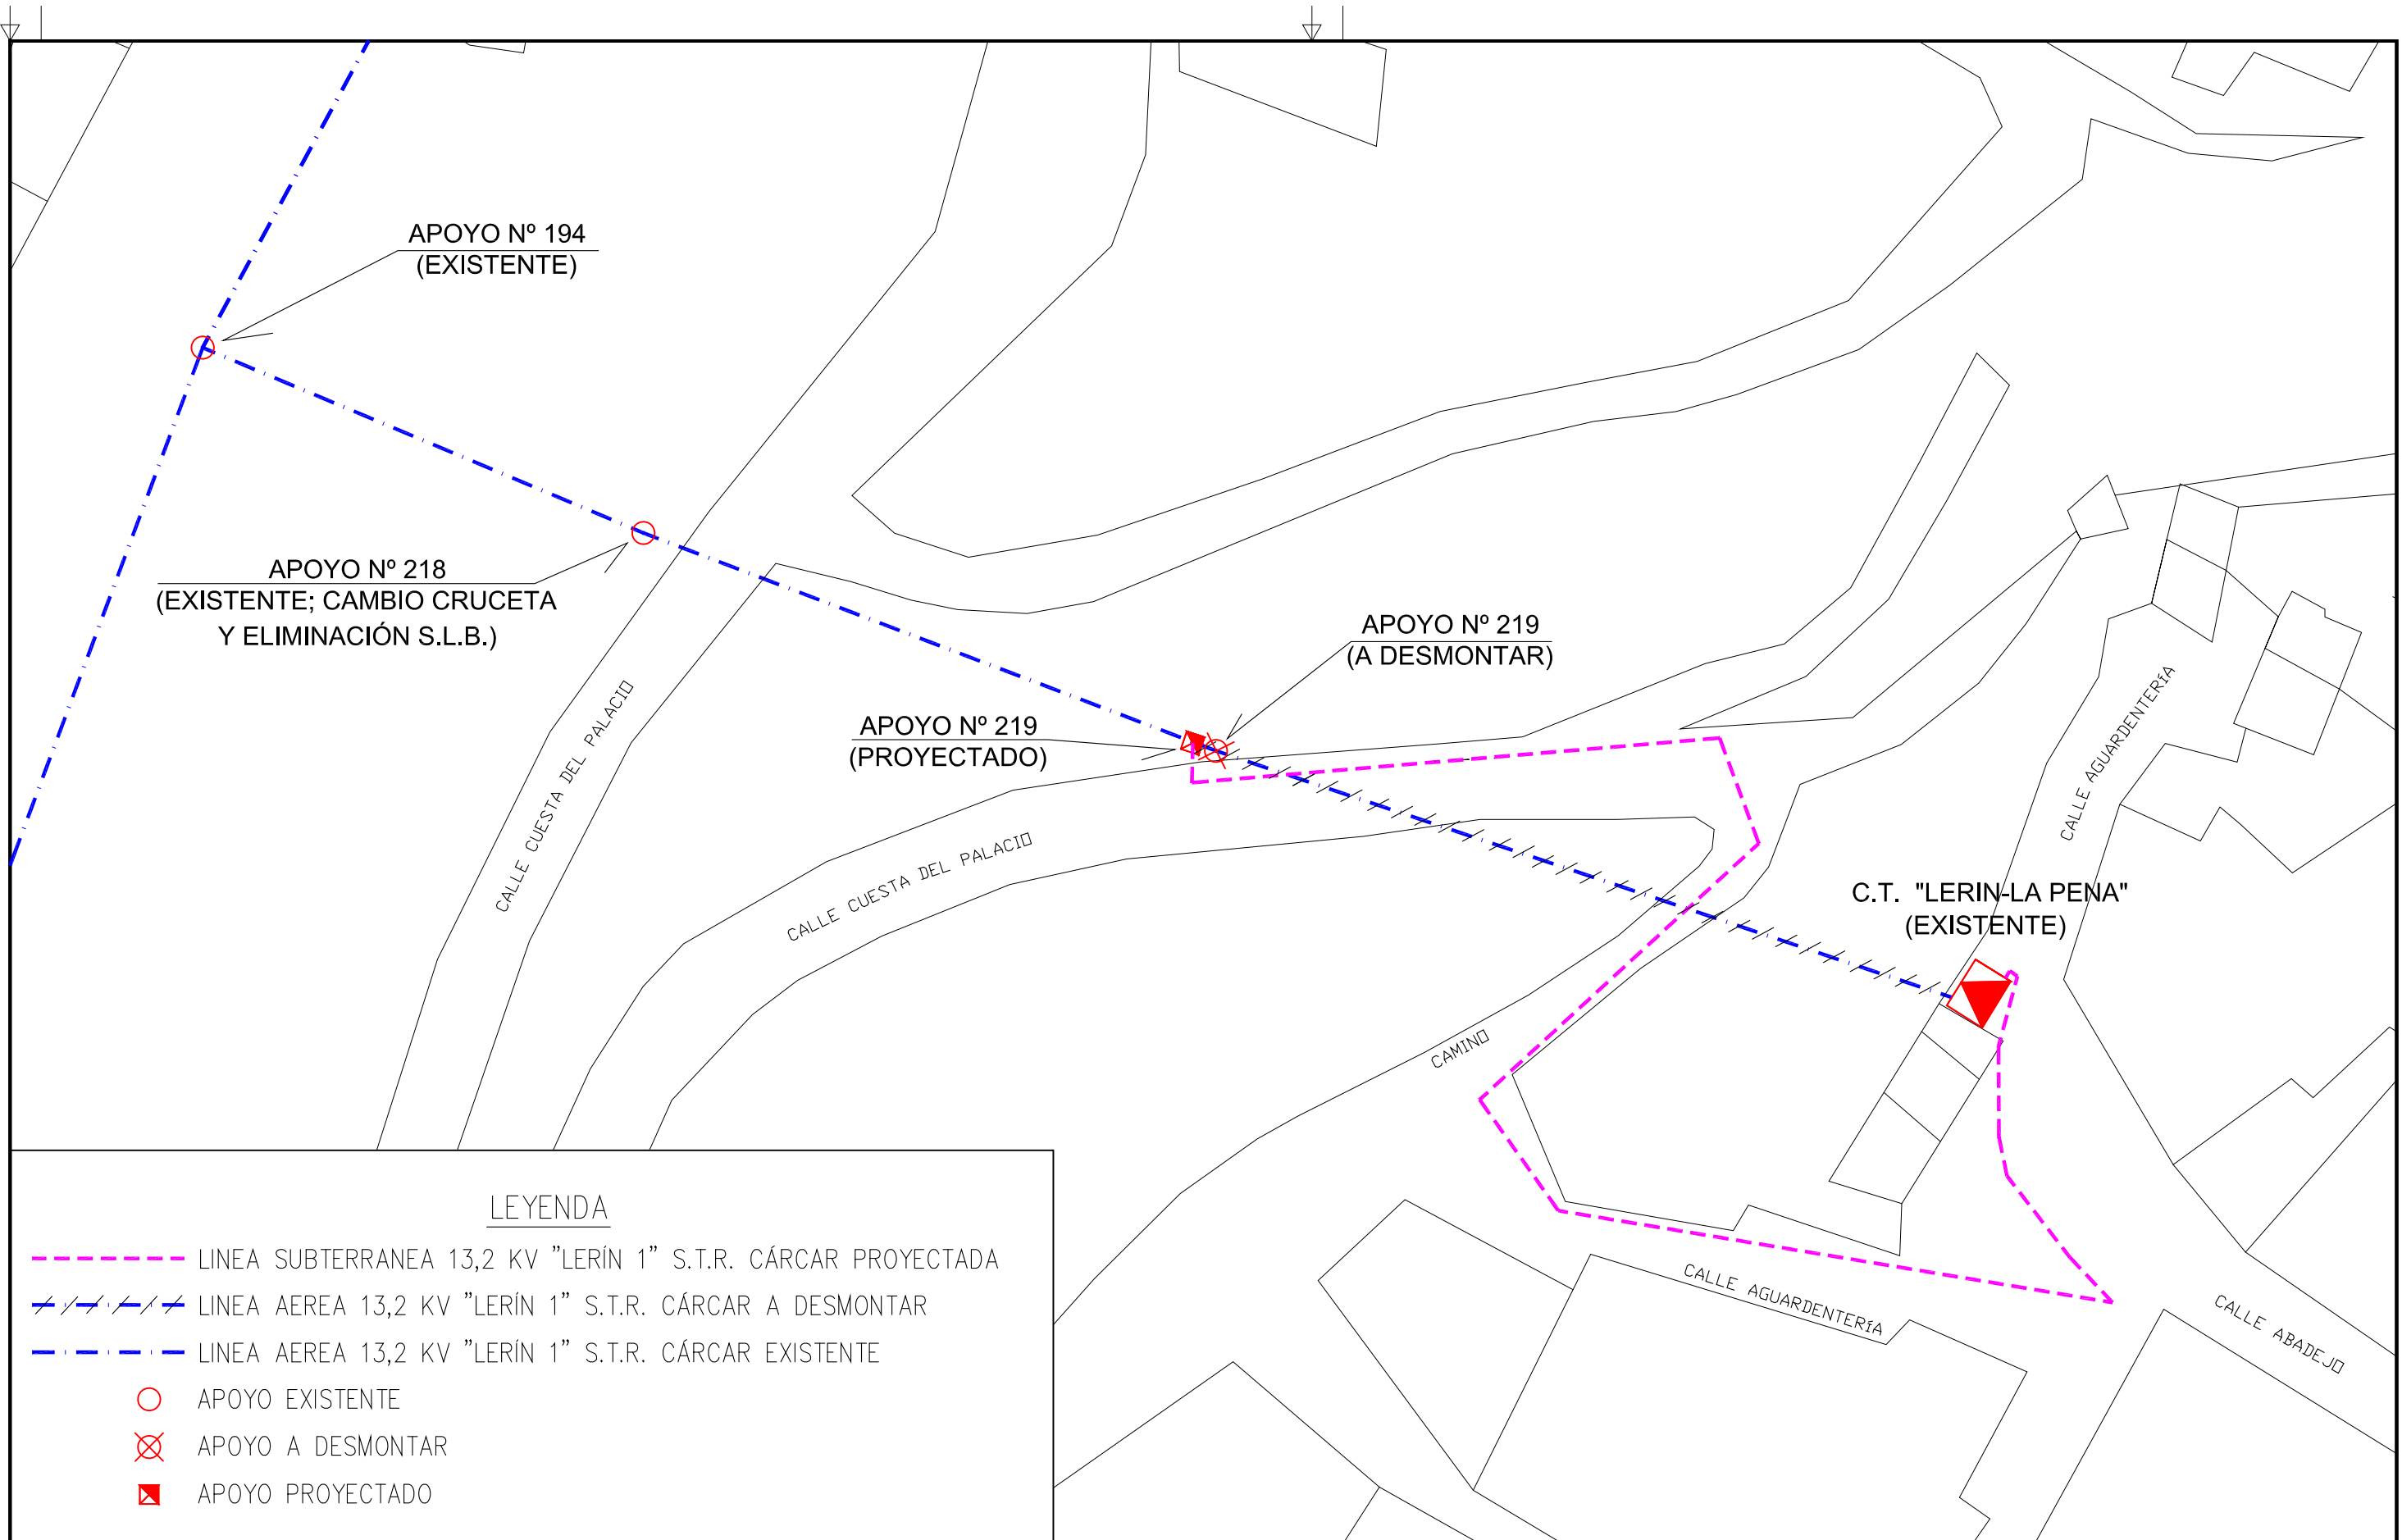 APOYO Nº 194
(EXISTENTE)
APOYO Nº 218
(EXISTENTE; CAMBIO CRUCETA
Y ELIMINACIÓN S.L.B.)
APOYO Nº 219
(A DESMONTAR)
APOYO Nº 219
(PROYECTADO)
CALLE CUESTA DEL PALACIO
CALLE CUESTA DEL PALACIO
CALLE AGUARDENTERíA
C.T. "LERIN-LA PENA"
(EXISTENTE)
CAMINO
CALLE AGUARDENTERíA
CALLE ABADEJO
LEYENDA
LINEA SUBTERRANEA 13,2 KV "LERÍN 1" S.T.R. CÁRCAR PROYECTADA
LINEA AEREA 13,2 KV "LERÍN 1" S.T.R. CÁRCAR A DESMONTAR
LINEA AEREA 13,2 KV "LERÍN 1" S.T.R. CÁRCAR EXISTENTE
APOYO EXISTENTE
APOYO A DESMONTAR
APOYO PROYECTADO